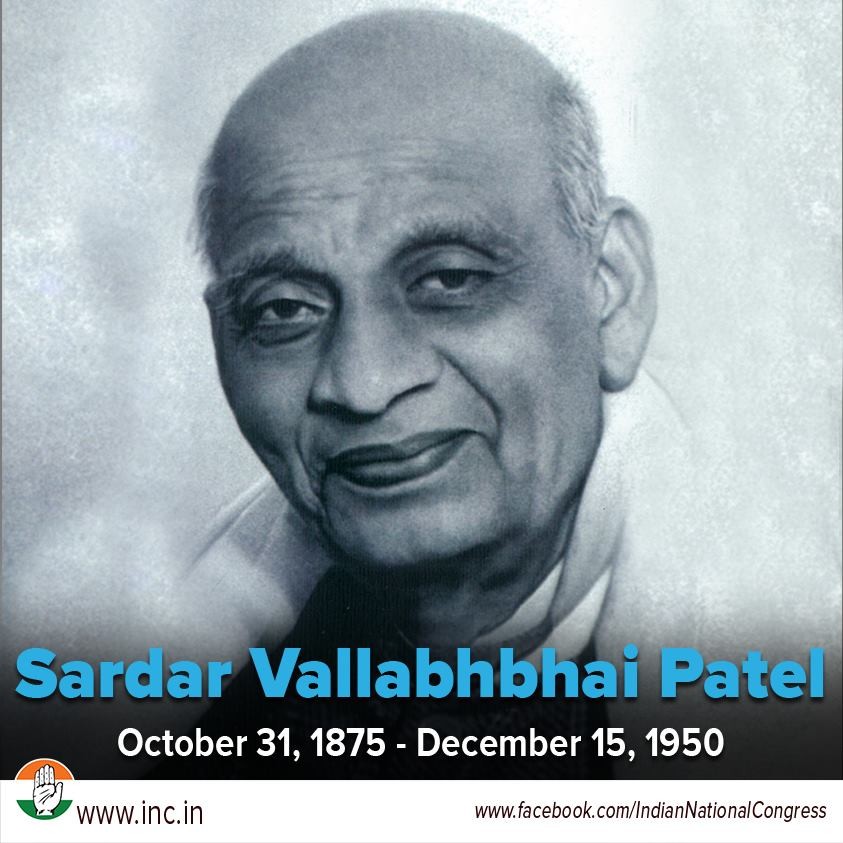 Sardar Vallabhbhai Patel
October 31, 1875 - December 15, 1950
www.inc.in
www.facebook.com/IndianNationalCongress